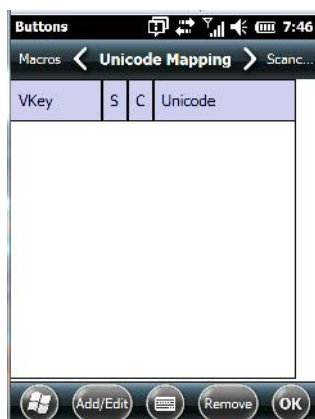 Buttons 7:46
Macros Unicode Mapping Scanc...
VKey S C Unicode
Add/Edit Remove OK